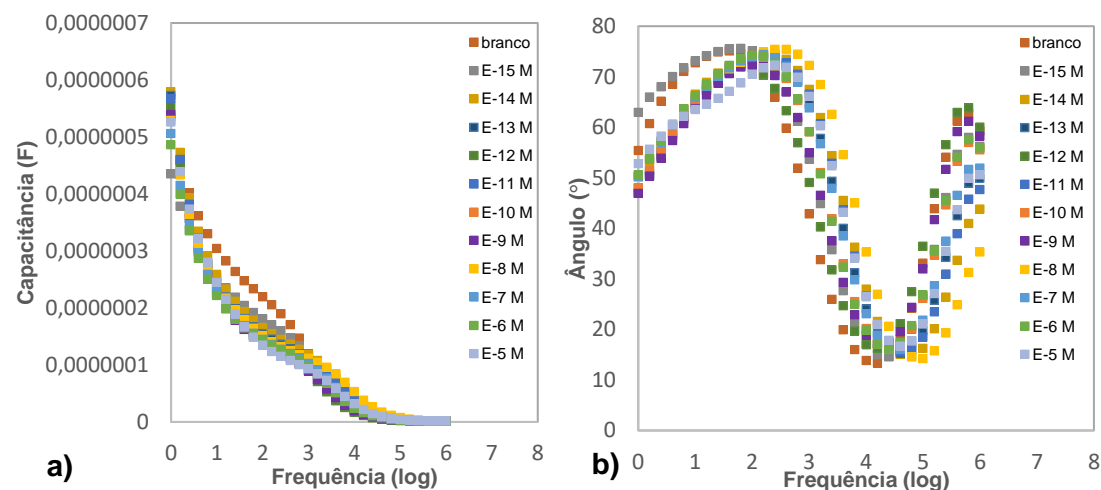 0,0000007
0,0000006
0,0000005
0,0000004
0,0000003
0,0000002
0,0000001
0
Capacitância (F)
0 1 2 3 4 5 6 7 8
Frequência (log)
branco
E-15 M
E-14 M
E-13 M
E-12 M
E-11 M
E-10 M
E-9 M
E-8 M
E-7 M
E-6 M
E-5 M
a)
80
70
60
50
40
30
20
10
0
Ângulo (°)
0 1 2 3 4 5 6 7 8
Frequência (log)
branco
E-15 M
E-14 M
E-13 M
E-12 M
E-11 M
E-10 M
E-9 M
E-8 M
E-7 M
E-6 M
E-5 M
b)